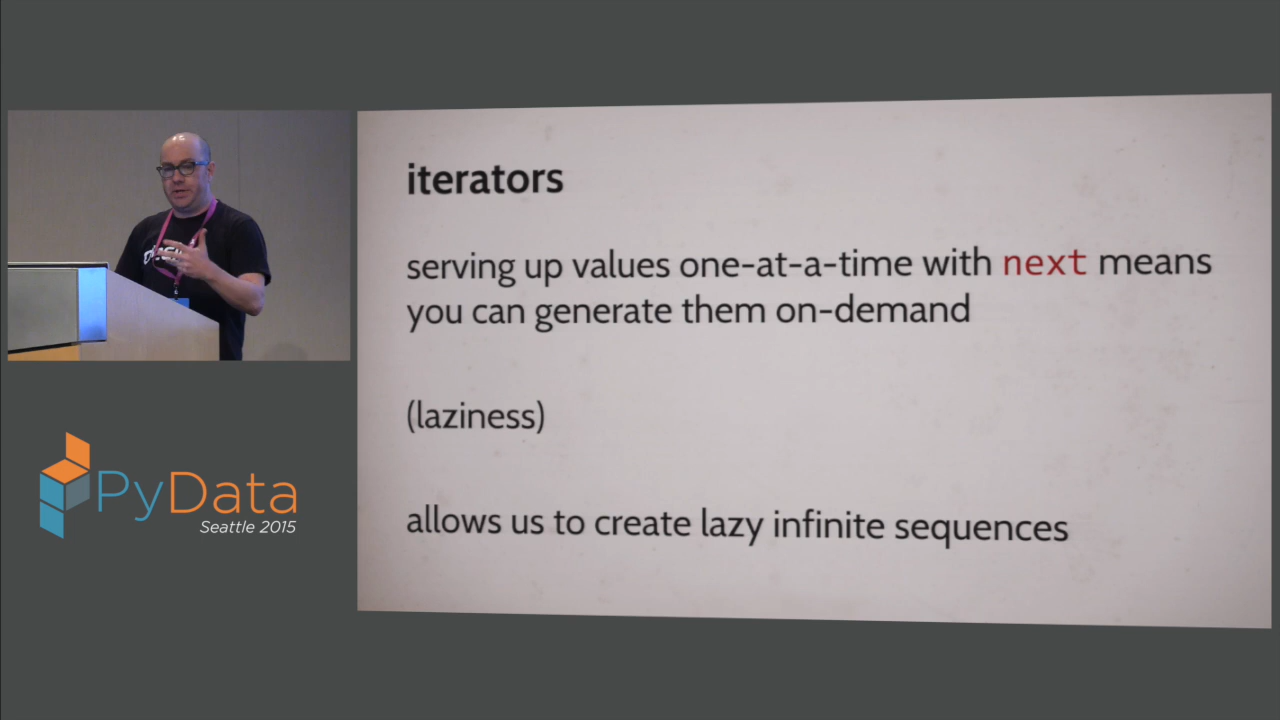 iterators
serving up values one-at-a-time with next means
you can generate them on-demand
(laziness)
allows us to create lazy infinite sequences
PyData
Seattle 2015